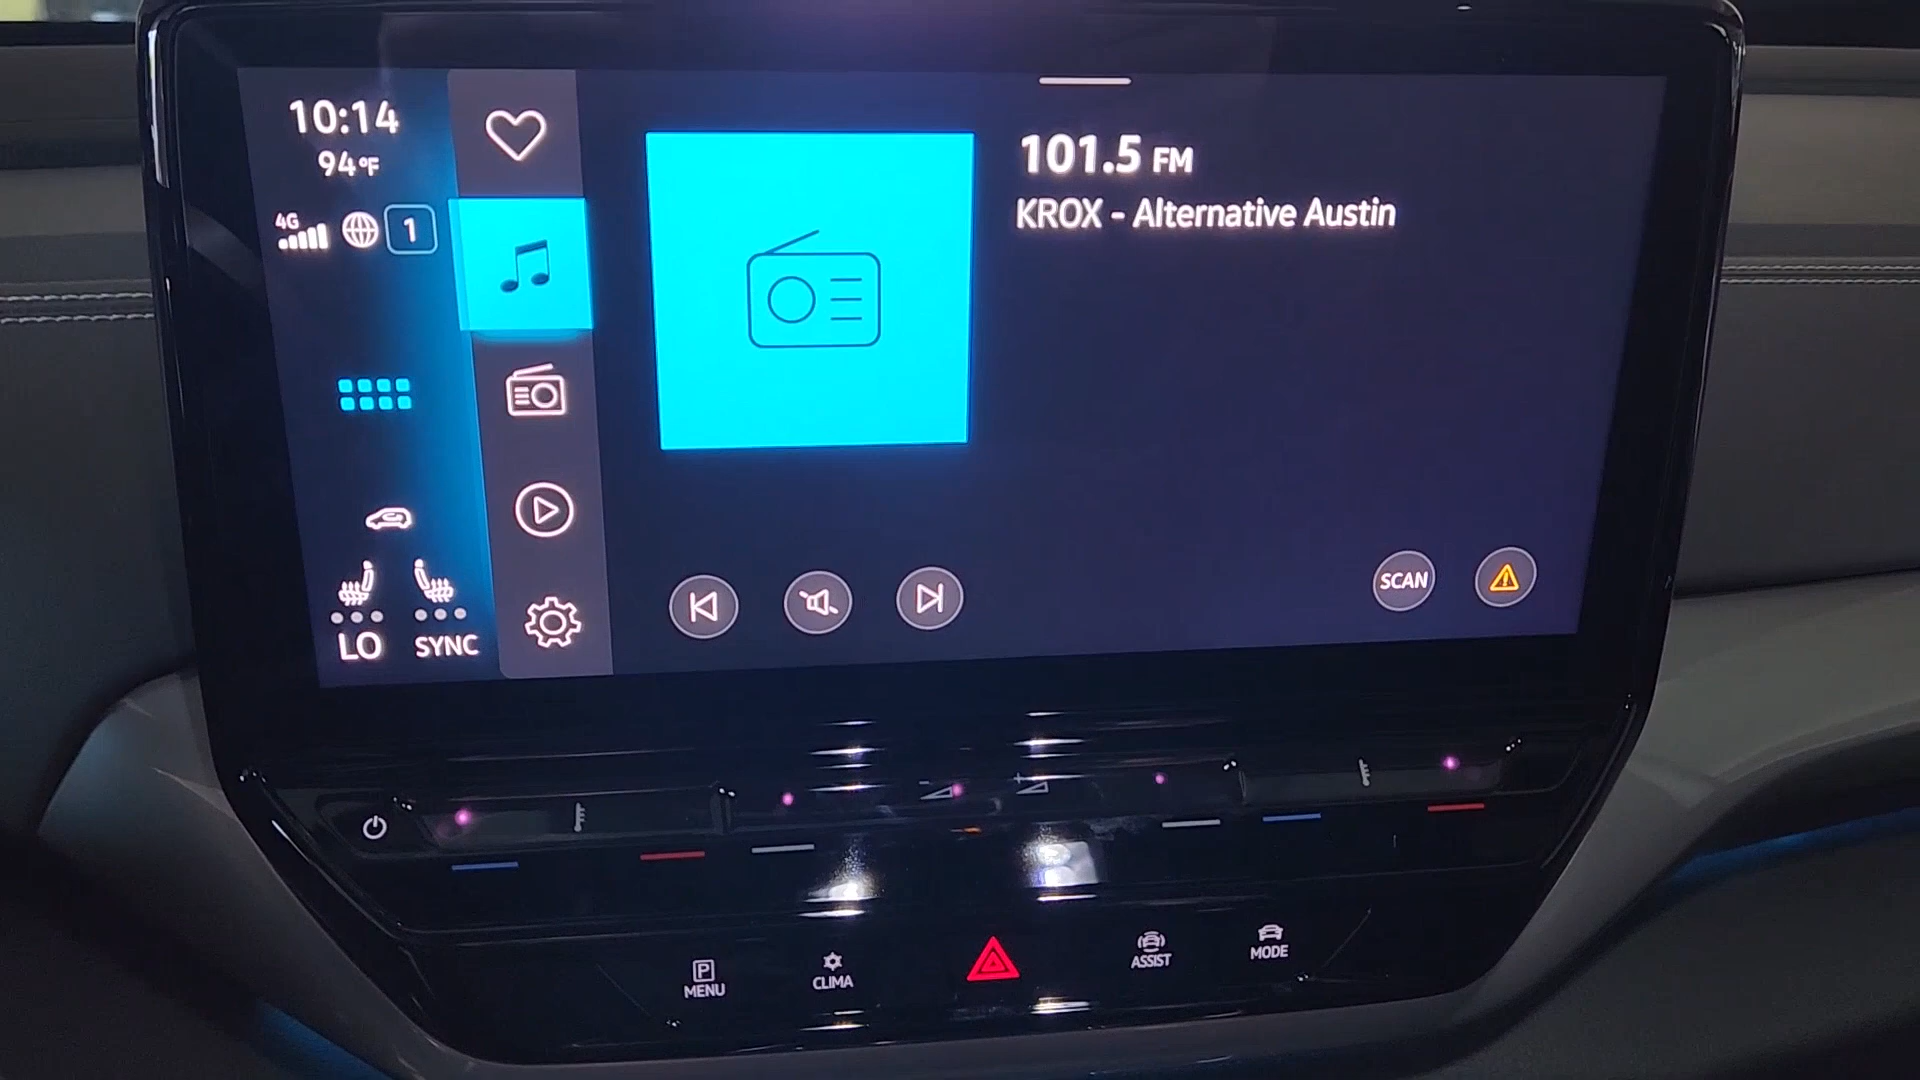 10:14
94°F
4G
1
101.5 FM
KROX - Alternative Austin
SCAN
LO
SYNC
P
MENU
CLIMA
ASSIST
MODE